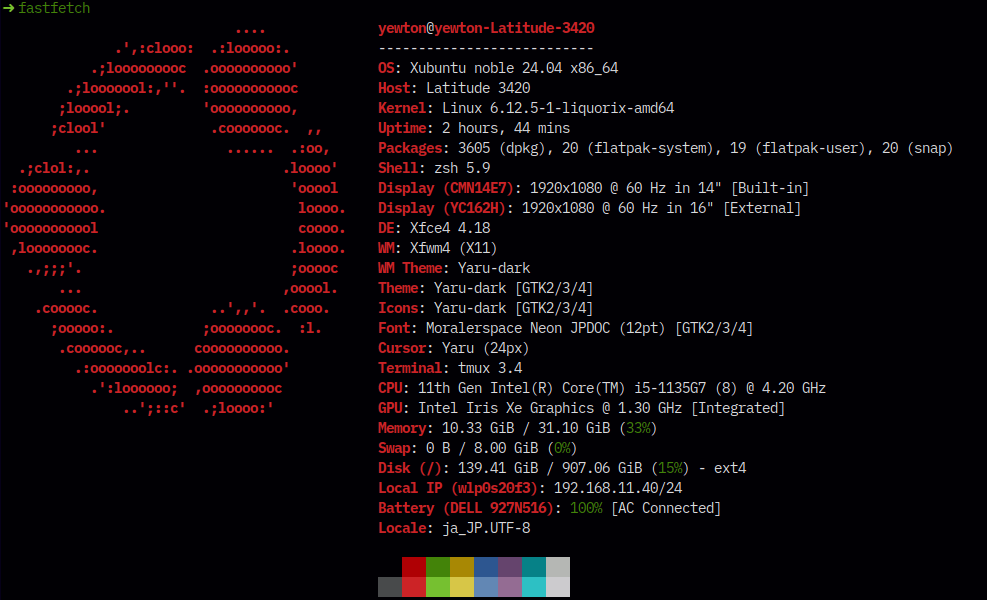 ➜ fastfetch
yewton@yewton-Latitude-3420
---------------------------
OS: Xubuntu noble 24.04 x86_64
Host: Latitude 3420
Kernel: Linux 6.12.5-1-liquorix-amd64
Uptime: 2 hours, 44 mins
Packages: 3605 (dpkg), 20 (flatpak-system), 19 (flatpak-user), 20 (snap)
Shell: zsh 5.9
Display (CMN14E7): 1920x1080 @ 60 Hz in 14" [Built-in]
Display (YC162H): 1920x1080 @ 60 Hz in 16" [External]
DE: Xfce4 4.18
WM: Xfwm4 (X11)
WM Theme: Yaru-dark
Theme: Yaru-dark [GTK2/3/4]
Icons: Yaru-dark [GTK2/3/4]
Font: Moralerspace Neon JPDOC (12pt) [GTK2/3/4]
Cursor: Yaru (24px)
Terminal: tmux 3.4
CPU: 11th Gen Intel(R) Core(TM) i5-1135G7 (8) @ 4.20 GHz
GPU: Intel Iris Xe Graphics @ 1.30 GHz [Integrated]
Memory: 10.33 GiB / 31.10 GiB (33%)
Swap: 0 B / 8.00 GiB (0%)
Disk (/): 139.41 GiB / 907.06 GiB (15%) - ext4
Local IP (wlp0s20f3): 192.168.11.40/24
Battery (DELL 927N516): 100% [AC Connected]
Locale: ja_JP.UTF-8